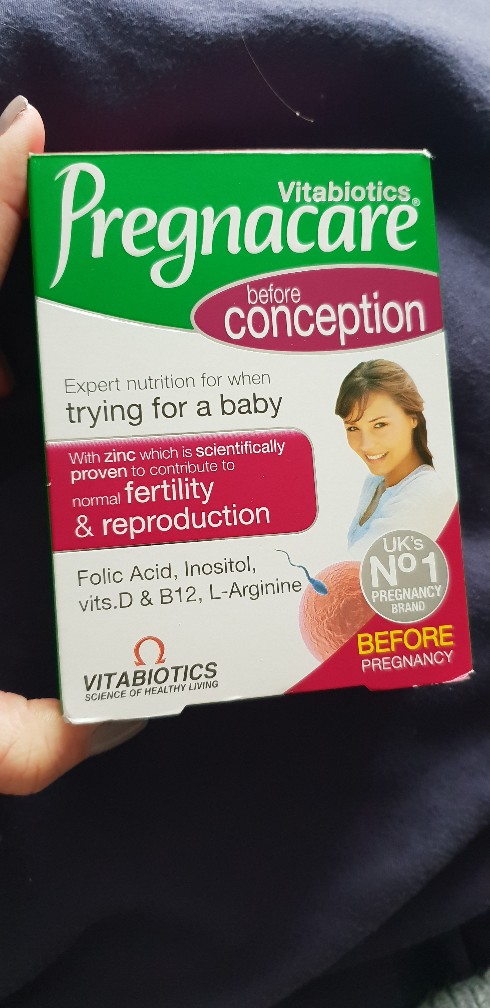 Vitabiotics®
Pregnacare
before
conception
Expert nutrition for when
trying for a baby
With zinc which is scientifically
proven to contribute to
normal fertility
& reproduction
Folic Acid, Inositol,
vits.D & B12, L-Arginine
UK's
No1
PREGNANCY
BRAND
BEFORE
PREGNANCY
VITABIOTICS
SCIENCE OF HEALTHY LIVING